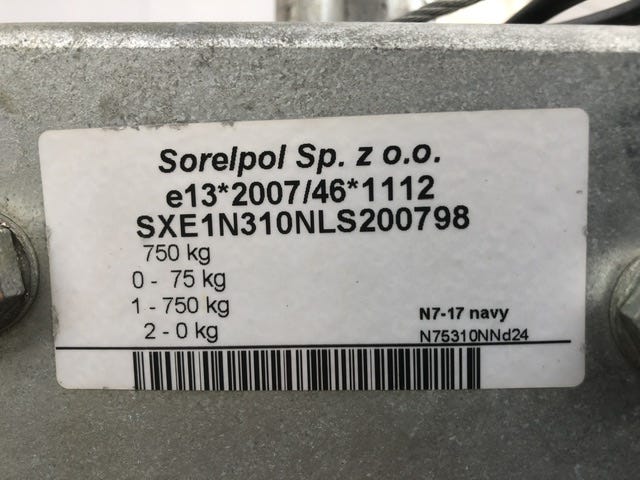 Sorelpol Sp. z o.o.
e13*2007/46*1112
SXE1N310NLS200798
750 kg
0 - 75 kg
1 - 750 kg
2 - 0 kg
N7-17 navy
N75310NNd24